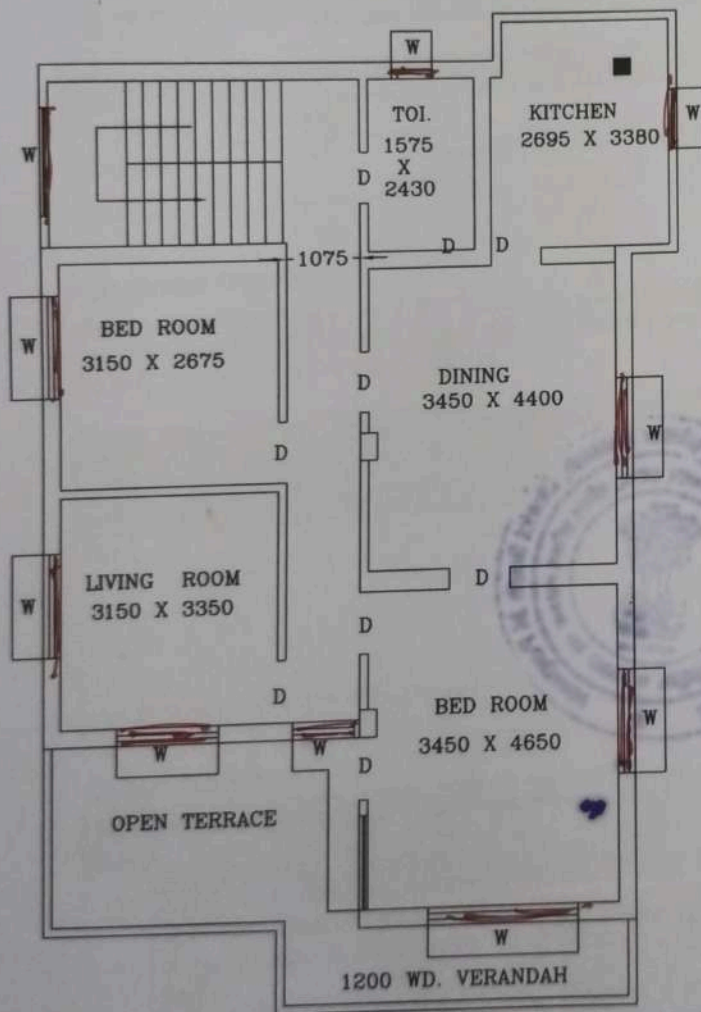 W
TOI.
1575
X
2430
D
D
KITCHEN
2695 X 3380
W
W
D
1075
BED ROOM
3150 X 2675
W
D
D
DINING
3450 X 4400
W
LIVING ROOM
3150 X 3350
W
D
D
D
BED ROOM
3450 X 4650
W
W
W
D
OPEN TERRACE
W
1200 WD. VERANDAH